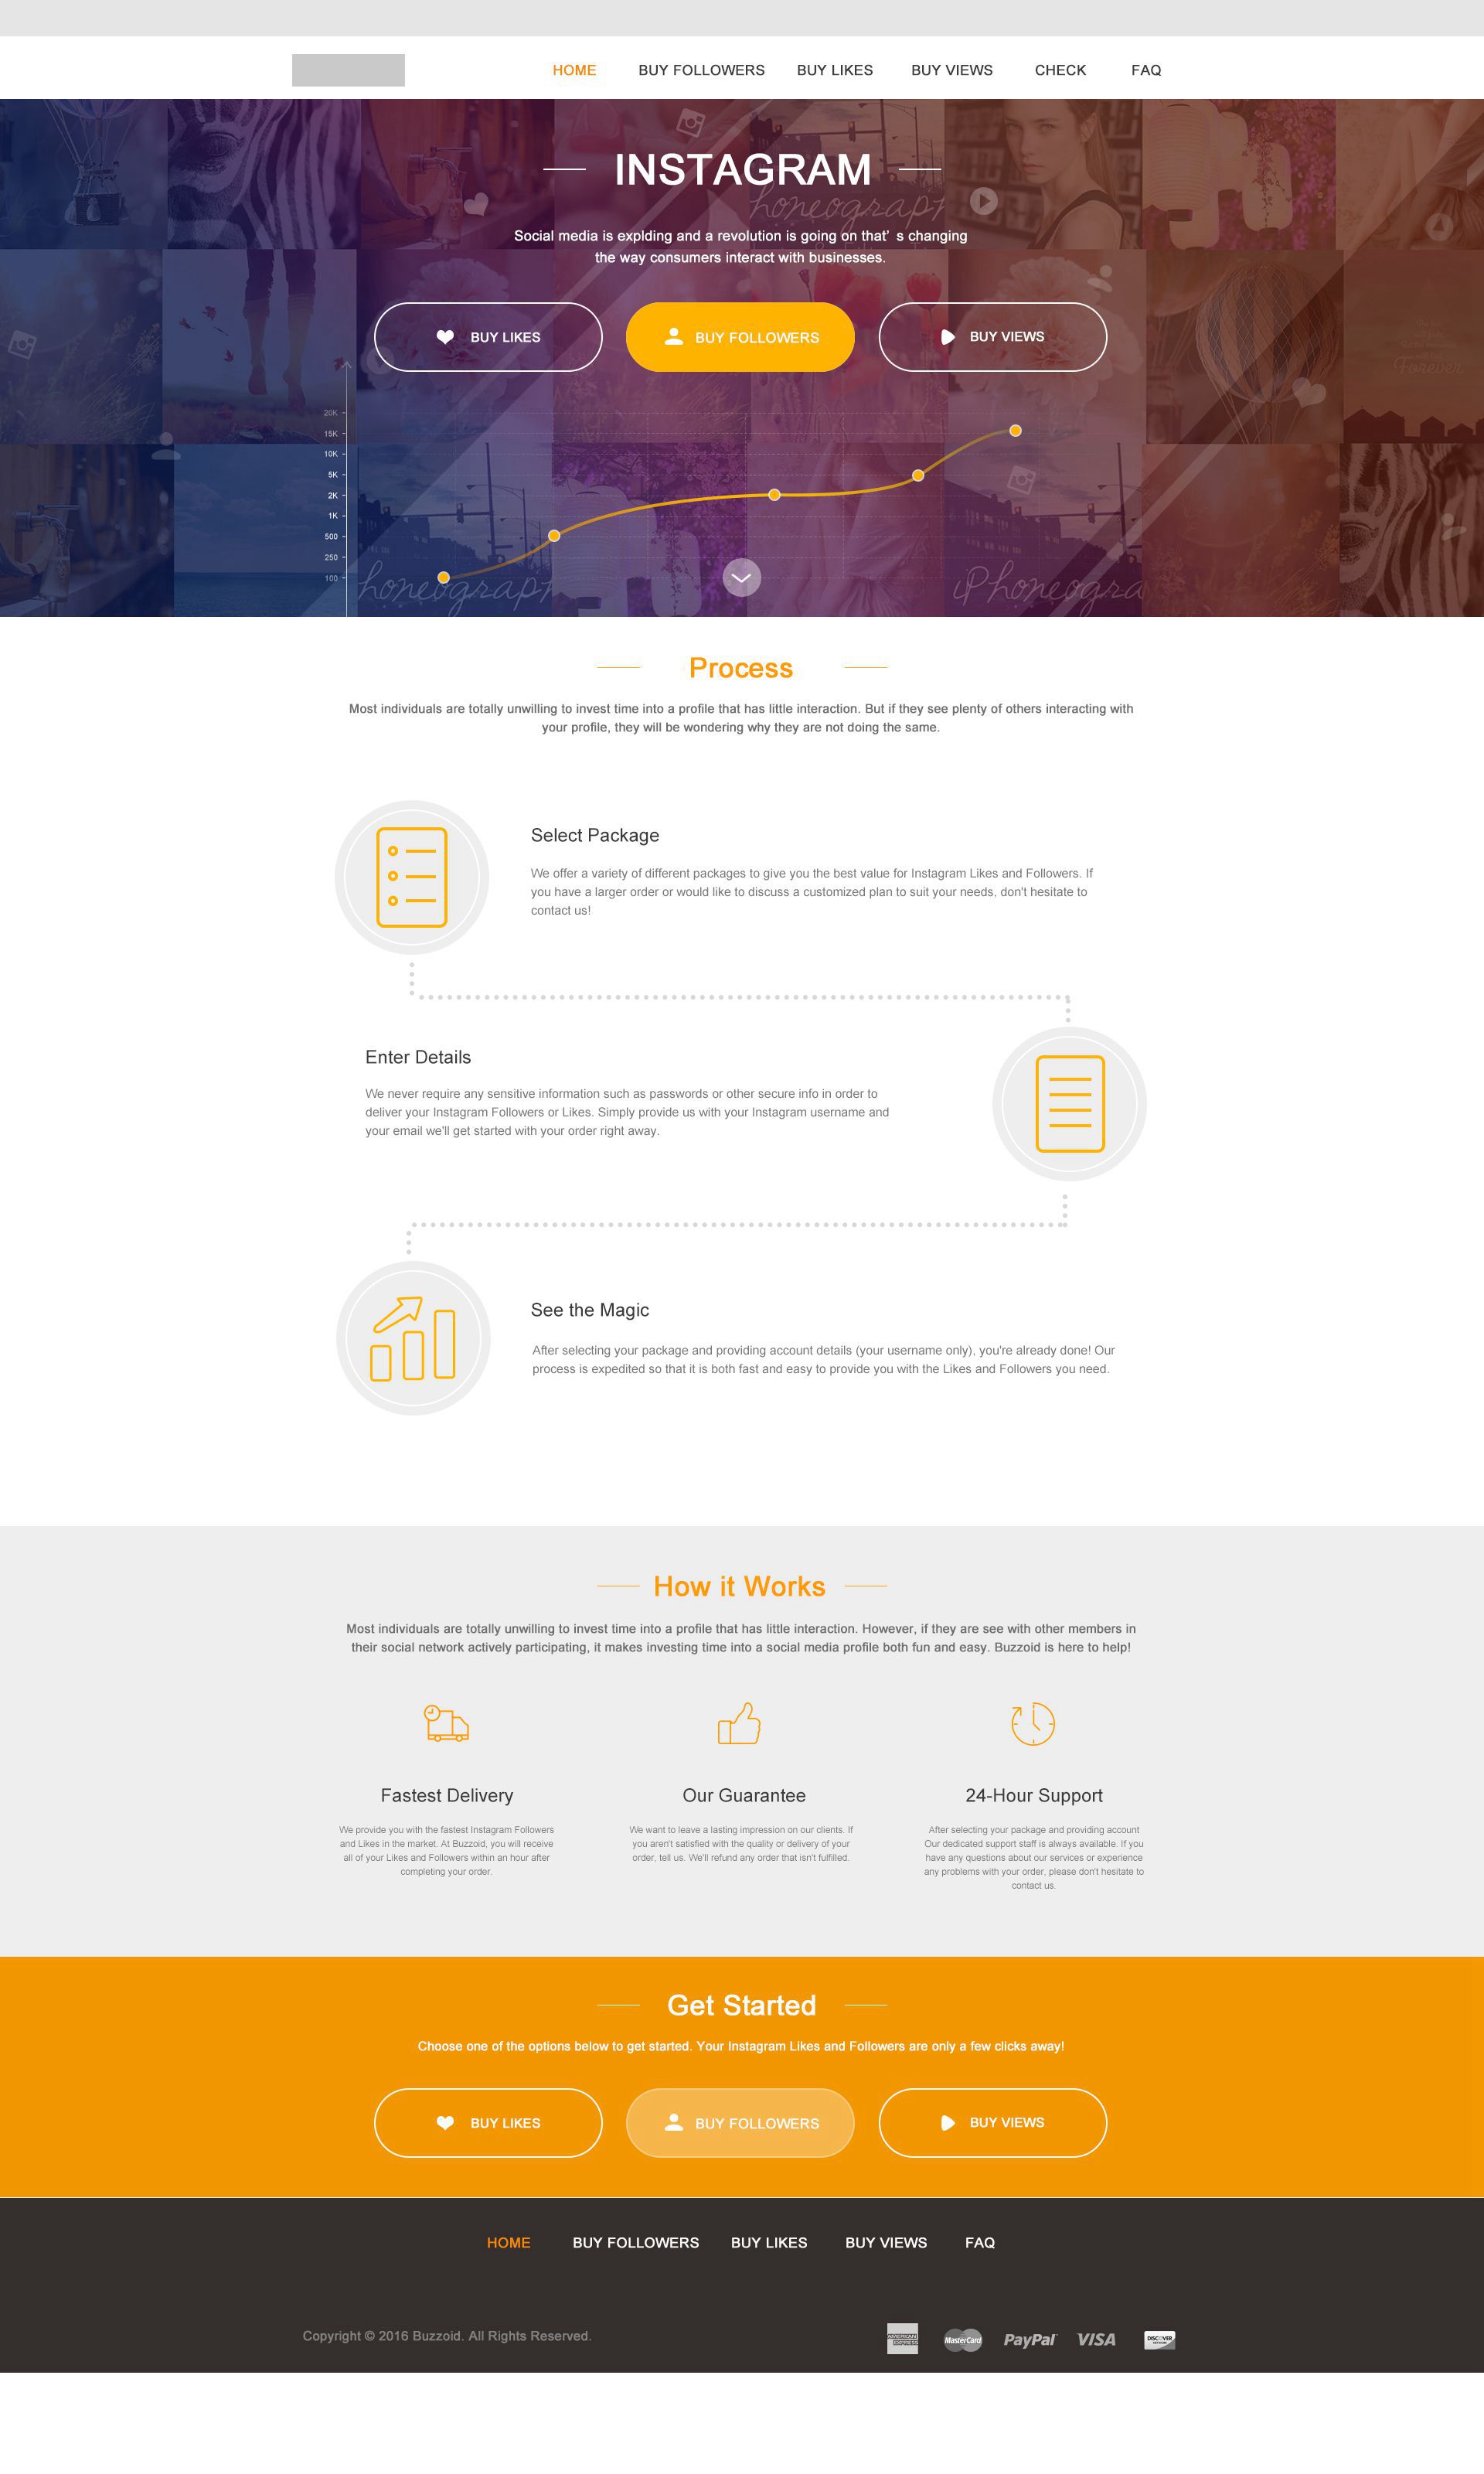 HOME BUY FOLLOWERS BUY LIKES BUY VIEWS CHECK FAQ
INSTAGRAM
honeograph
Social media is explding and a revolution is going on that’s changing
the way consumers interact with businesses.
BUY LIKES BUY FOLLOWERS BUY VIEWS
Forever
20K
15K
10K
5K
2K
1K
500
250
100
honeograph
iPhoneogra
Process
Most individuals are totally unwilling to invest time into a profile that has little interaction. But if they see plenty of others interacting with
your profile, they will be wondering why they are not doing the same.
Select Package
We offer a variety of different packages to give you the best value for Instagram Likes and Followers. If
you have a larger order or would like to discuss a customized plan to suit your needs, don't hesitate to
contact us!
Enter Details
We never require any sensitive information such as passwords or other secure info in order to
deliver your Instagram Followers or Likes. Simply provide us with your Instagram username and
your email we'll get started with your order right away.
See the Magic
After selecting your package and providing account details (your username only), you're already done! Our
process is expedited so that it is both fast and easy to provide you with the Likes and Followers you need.
How it Works
Most individuals are totally unwilling to invest time into a profile that has little interaction. However, if they are see with other members in
their social network actively participating, it makes investing time into a social media profile both fun and easy. Buzzoid is here to help!
Fastest Delivery
We provide you with the fastest Instagram Followers
and Likes in the market. At Buzzoid, you will receive
all of your Likes and Followers within an hour after
completing your order.
Our Guarantee
We want to leave a lasting impression on our clients. If
you aren't satisfied with the quality or delivery of your
order, tell us. We'll refund any order that isn't fulfilled.
24-Hour Support
After selecting your package and providing account
Our dedicated support staff is always available. If you
have any questions about our services or experience
any problems with your order, please don't hesitate to
contact us.
Get Started
Choose one of the options below to get started. Your Instagram Likes and Followers are only a few clicks away!
BUY LIKES BUY FOLLOWERS BUY VIEWS
HOME BUY FOLLOWERS BUY LIKES BUY VIEWS FAQ
Copyright © 2016 Buzzoid. All Rights Reserved.
AMERICAN EXPRESS MasterCard PayPal VISA DISCOVER